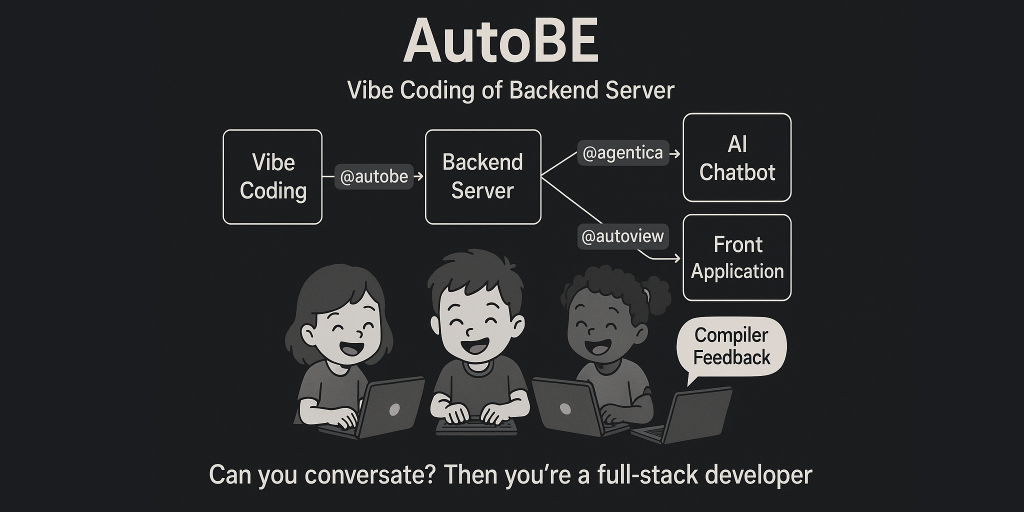 AutoBE
Vibe Coding of Backend Server
Vibe
Coding
@autobe
Backend
Server
@agentica
AI
Chatbot
@autoview
Front
Application
Compiler
Feedback
Can you conversate? Then you're a full-stack developer